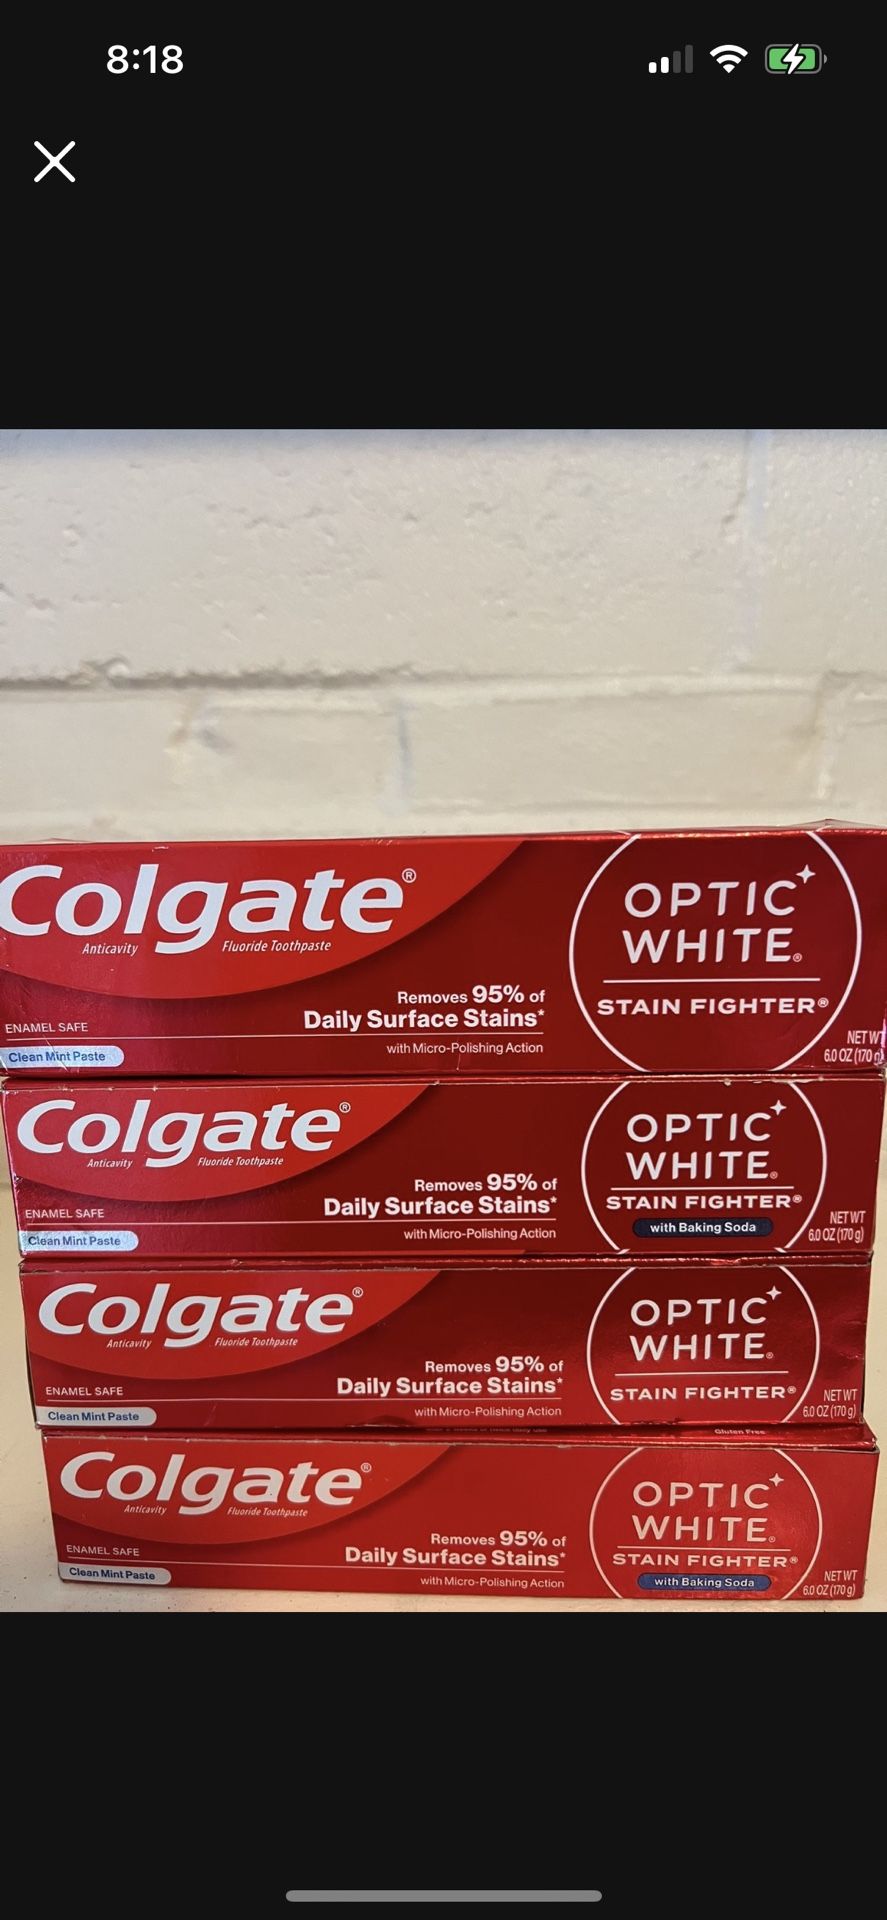 8:18
Colgate®
Anticavity Fluoride Toothpaste
OPTIC
WHITE®
STAIN FIGHTER®
Removes 95% of
Daily Surface Stains*
with Micro-Polishing Action
ENAMEL SAFE
Clean Mint Paste
NET WT
6.0 OZ (170 g)
Colgate®
Anticavity Fluoride Toothpaste
OPTIC
WHITE®
STAIN FIGHTER®
with Baking Soda
Removes 95% of
Daily Surface Stains*
with Micro-Polishing Action
ENAMEL SAFE
Clean Mint Paste
NET WT
6.0 OZ (170 g)
Colgate®
Anticavity Fluoride Toothpaste
OPTIC
WHITE®
STAIN FIGHTER®
Removes 95% of
Daily Surface Stains*
with Micro-Polishing Action
ENAMEL SAFE
Clean Mint Paste
NET WT
6.0 OZ (170 g)
Gluten Free
Colgate®
Anticavity Fluoride Toothpaste
OPTIC
WHITE®
STAIN FIGHTER®
with Baking Soda
Removes 95% of
Daily Surface Stains*
with Micro-Polishing Action
ENAMEL SAFE
Clean Mint Paste
NET WT
6.0 OZ (170 g)